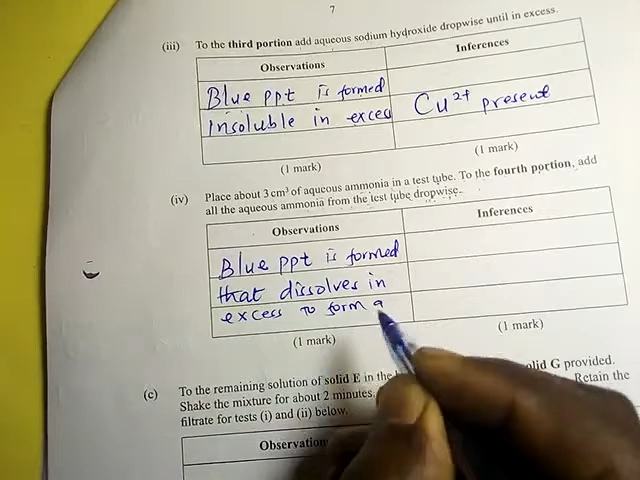 7
(iii) To the third portion add aqueous sodium hydroxide dropwise until in excess.
Observations Inferences
Blue ppt is formed
Insoluble in exces Cu2+ present
(1 mark) (1 mark)
(iv) Place about 3 cm³ of aqueous ammonia in a test tube. To the fourth portion, add
all the aqueous ammonia from the test tube dropwise.
Observations Inferences
Blue ppt is formed
that dissolves in
excess to form a
(1 mark) (1 mark)
(c) To the remaining solution of solid E in the solid G provided.
Shake the mixture for about 2 minutes. Retain the
filtrate for tests (i) and (ii) below.
Observation